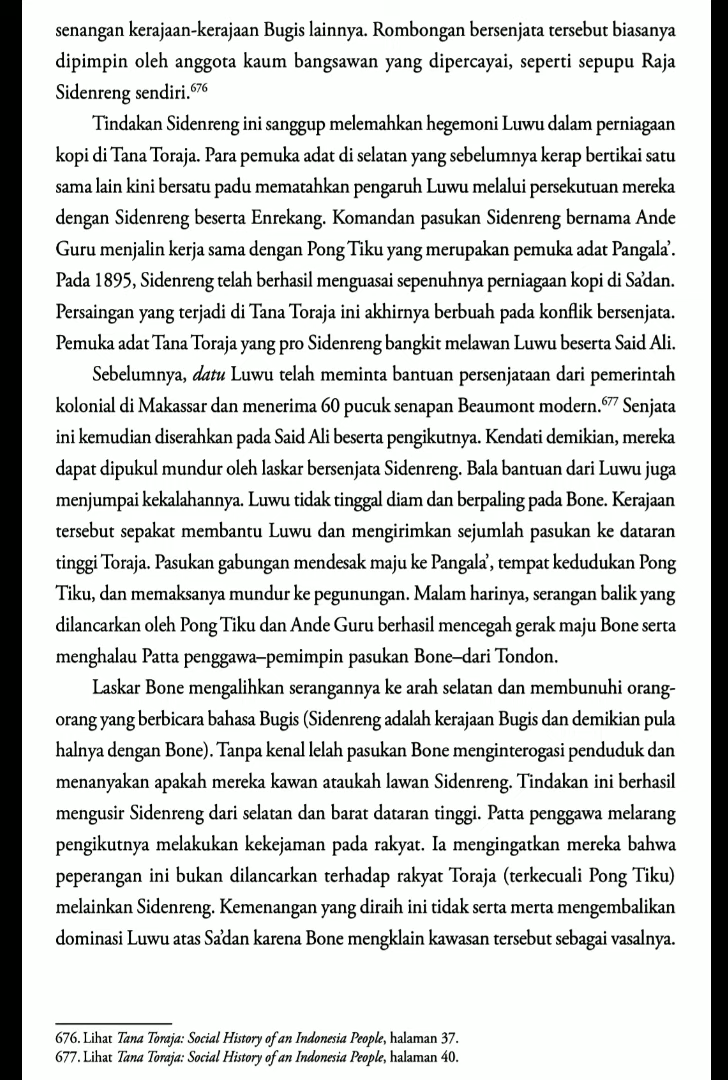 senangan kerajaan-kerajaan Bugis lainnya. Rombongan bersenjata tersebut biasanya
dipimpin oleh anggota kaum bangsawan yang dipercayai, seperti sepupu Raja
Sidenreng sendiri.⁶⁷⁶
Tindakan Sidenreng ini sanggup melemahkan hegemoni Luwu dalam perniagaan
kopi di Tana Toraja. Para pemuka adat di selatan yang sebelumnya kerap bertikai satu
sama lain kini bersatu padu mematahkan pengaruh Luwu melalui persekutuan mereka
dengan Sidenreng beserta Enrekang. Komandan pasukan Sidenreng bernama Ande
Guru menjalin kerja sama dengan Pong Tiku yang merupakan pemuka adat Pangala’.
Pada 1895, Sidenreng telah berhasil menguasai sepenuhnya perniagaan kopi di Sa’dan.
Persaingan yang terjadi di Tana Toraja ini akhirnya berbuah pada konflik bersenjata.
Pemuka adat Tana Toraja yang pro Sidenreng bangkit melawan Luwu beserta Said Ali.
Sebelumnya, datu Luwu telah meminta bantuan persenjataan dari pemerintah
kolonial di Makassar dan menerima 60 pucuk senapan Beaumont modern.⁶⁷⁷ Senjata
ini kemudian diserahkan pada Said Ali beserta pengikutnya. Kendati demikian, mereka
dapat dipukul mundur oleh laskar bersenjata Sidenreng. Bala bantuan dari Luwu juga
menjumpai kekalahannya. Luwu tidak tinggal diam dan berpaling pada Bone. Kerajaan
tersebut sepakat membantu Luwu dan mengirimkan sejumlah pasukan ke dataran
tinggi Toraja. Pasukan gabungan mendesak maju ke Pangala’, tempat kedudukan Pong
Tiku, dan memaksanya mundur ke pegunungan. Malam harinya, serangan balik yang
dilancarkan oleh Pong Tiku dan Ande Guru berhasil mencegah gerak maju Bone serta
menghalau Patta penggawa–pemimpin pasukan Bone–dari Tondon.
Laskar Bone mengalihkan serangannya ke arah selatan dan membunuhi orang-
orang yang berbicara bahasa Bugis (Sidenreng adalah kerajaan Bugis dan demikian pula
halnya dengan Bone). Tanpa kenal lelah pasukan Bone menginterogasi penduduk dan
menanyakan apakah mereka kawan ataukah lawan Sidenreng. Tindakan ini berhasil
mengusir Sidenreng dari selatan dan barat dataran tinggi. Patta penggawa melarang
pengikutnya melakukan kekejaman pada rakyat. Ia mengingatkan mereka bahwa
peperangan ini bukan dilancarkan terhadap rakyat Toraja (terkecuali Pong Tiku)
melainkan Sidenreng. Kemenangan yang diraih ini tidak serta merta mengembalikan
dominasi Luwu atas Sa’dan karena Bone mengklain kawasan tersebut sebagai vasalnya.
676. Lihat Tana Toraja: Social History of an Indonesia People, halaman 37.
677. Lihat Tana Toraja: Social History of an Indonesia People, halaman 40.